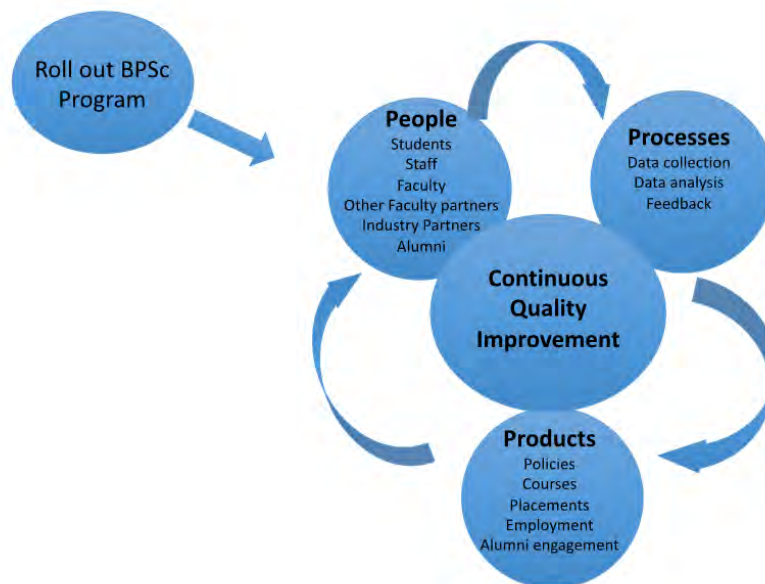 Roll out BPSc
Program
People
Students
Staff
Faculty
Other Faculty partners
Industry Partners
Alumni
Processes
Data collection
Data analysis
Feedback
Continuous
Quality
Improvement
Products
Policies
Courses
Placements
Employment
Alumni engagement